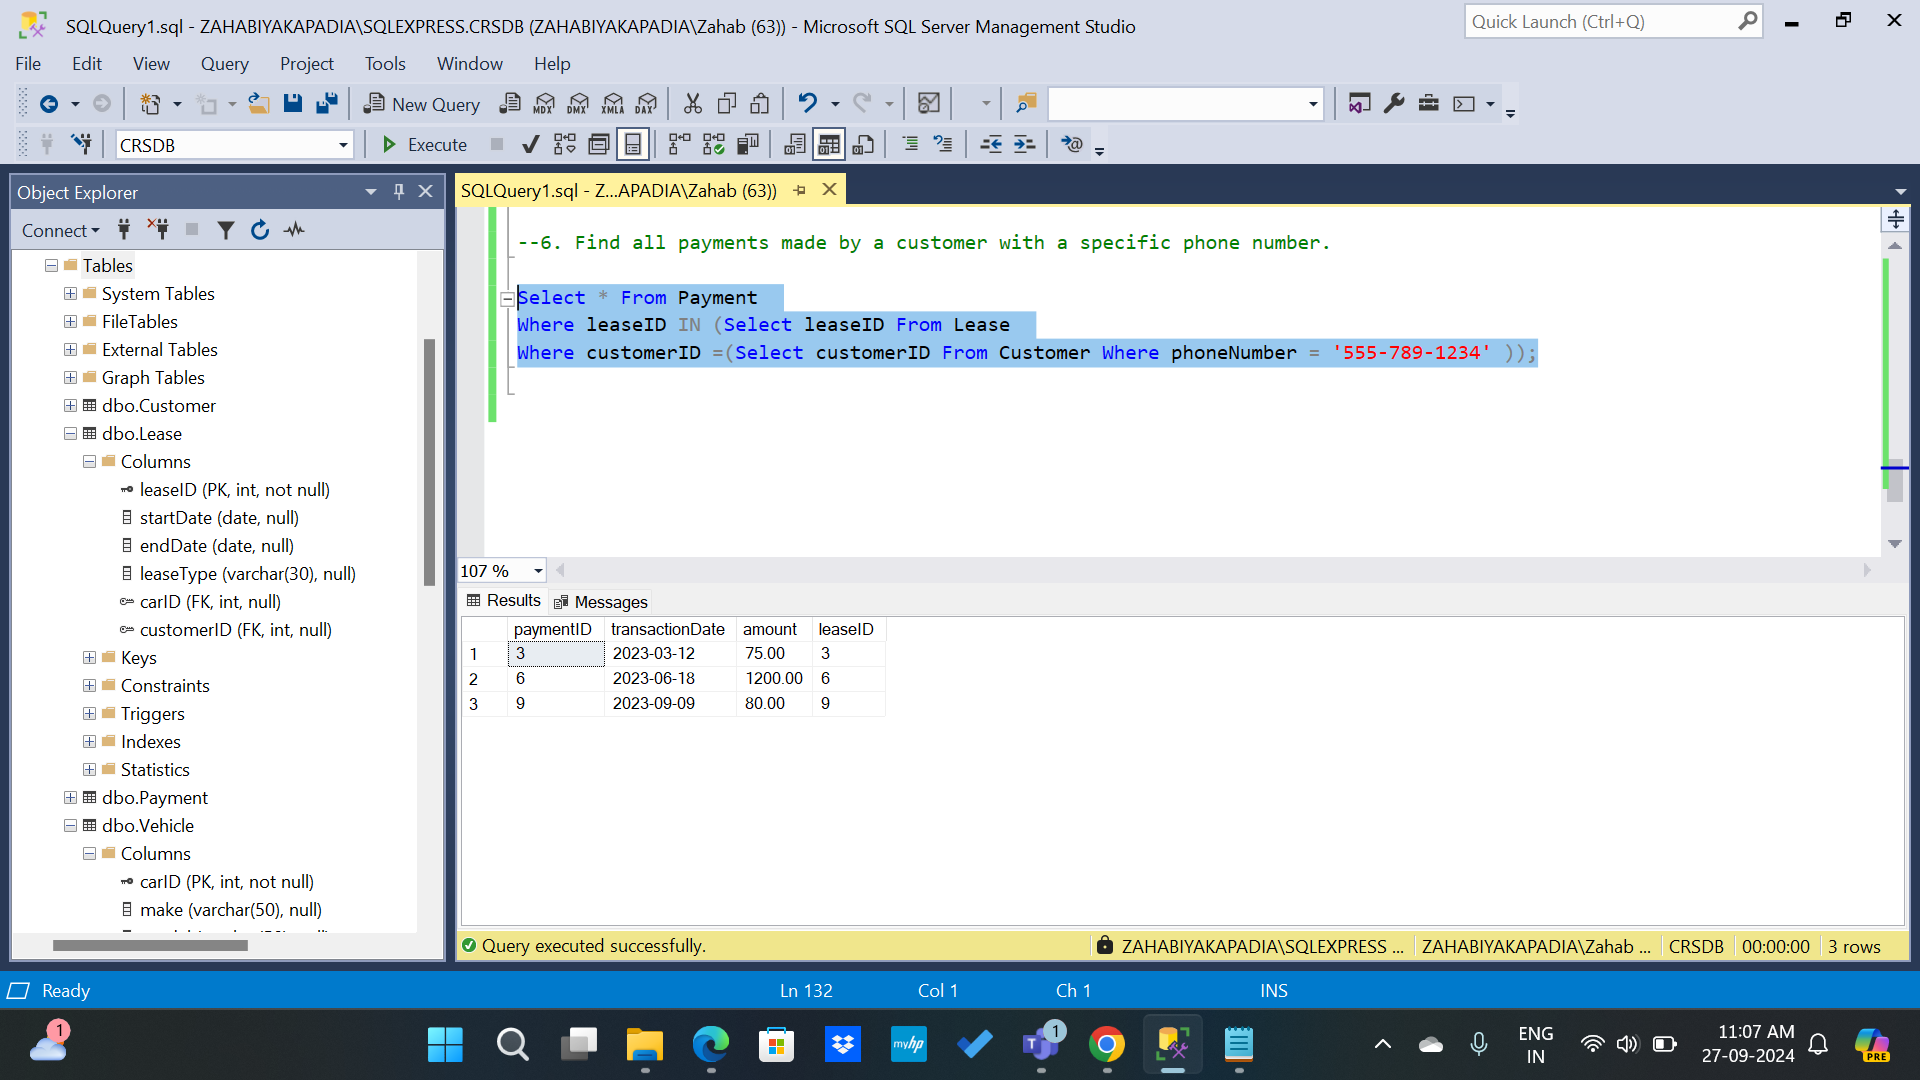 SQLQuery1.sql - ZAHABIYAKAPADIA\SQLEXPRESS.CRSDB (ZAHABIYAKAPADIA\Zahab (63)) - Microsoft SQL Server Management Studio
Quick Launch (Ctrl+Q)
File Edit View Query Project Tools Window Help
New Query MDX DMX XMLA DAX
CRSDB Execute
Object Explorer
SQLQuery1.sql - Z...APADIA\Zahab (63))
Connect
Tables
System Tables
FileTables
External Tables
Graph Tables
dbo.Customer
dbo.Lease
Columns
leaseID (PK, int, not null)
startDate (date, null)
endDate (date, null)
leaseType (varchar(30), null)
carID (FK, int, null)
customerID (FK, int, null)
Keys
Constraints
Triggers
Indexes
Statistics
dbo.Payment
dbo.Vehicle
Columns
carID (PK, int, not null)
make (varchar(50), null)
--6. Find all payments made by a customer with a specific phone number.
Select * From Payment
Where leaseID IN (Select leaseID From Lease
Where customerID =(Select customerID From Customer Where phoneNumber = '555-789-1234' ));
107 %
Results Messages
paymentID transactionDate amount leaseID
1 3 2023-03-12 75.00 3
2 6 2023-06-18 1200.00 6
3 9 2023-09-09 80.00 9
Query executed successfully. ZAHABIYAKAPADIA\SQLEXPRESS ... ZAHABIYAKAPADIA\Zahab ... CRSDB 00:00:00 3 rows
Ready Ln 132 Col 1 Ch 1 INS
1 myhp 1 ENG IN 11:07 AM 27-09-2024 PRE